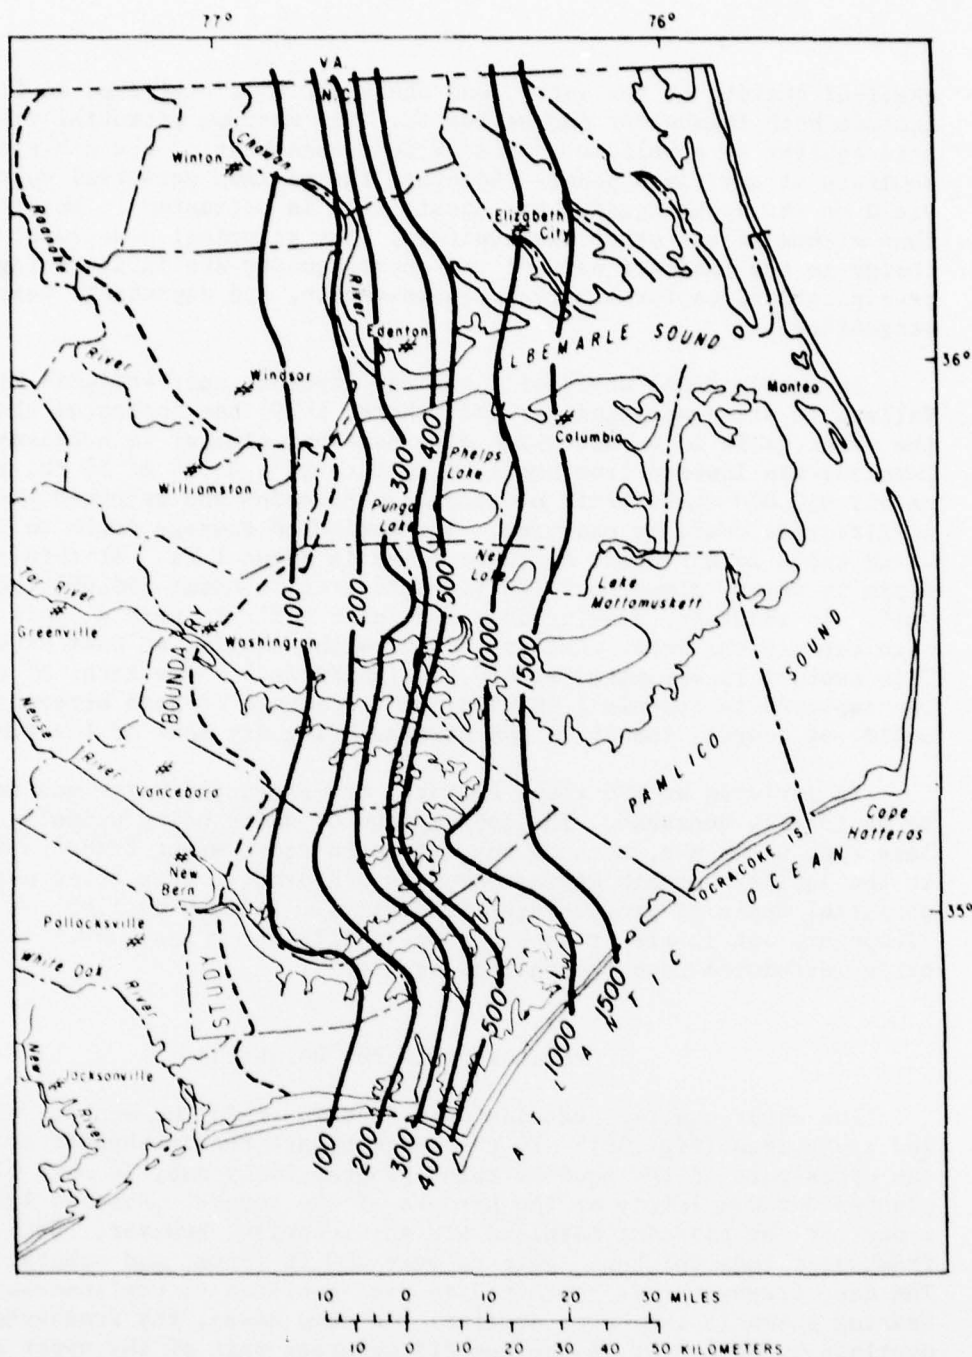 77° 76°
VA
N.C.
Winton
Chowan
River
Roanoke
River
Elizabeth
City
Edenton
LBEMARLE SOUND
36°
Windsor
Manteo
Columbia
400
300
Phelps
Lake
Williamston
Pungo
Lake
500
New
Lake
100
200
1000
1500
Lake
Mattamuskett
Tar River
Greenville
Washington
BOUNDARY
SOUND
PAMLICO
Neuse River
Vanceboro
Cape
Hatteras
OCRACOKE IS
OCEAN
New
Bern
35°
Pollocksville
White Oak
River
STUDY
500
1000
1500
ATLANTIC
New
River
Jacksonville
100
200
300
400
10 0 10 20 30 MILES
10 0 10 20 30 40 50 KILOMETERS